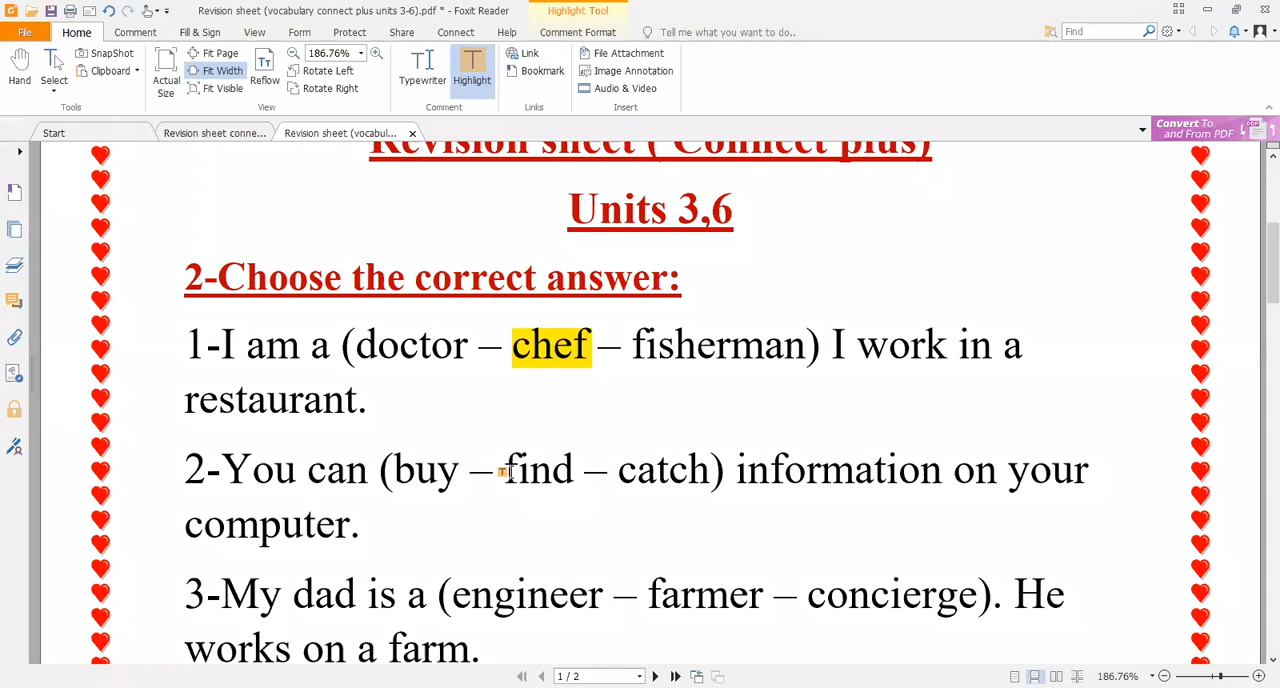 Revision sheet (vocabulary connect plus units 3-6).pdf * - Foxit Reader
Highlight Tool
File Home Comment Fill & Sign View Form Protect Share Connect Help Comment Format Tell me what you want to do.. Find
Hand
Select
SnapShot
Clipboard
Actual Size
Fit Page
Fit Width
Fit Visible
Reflow
186.76%
Rotate Left
Rotate Right
Typewriter
Highlight
Link
Bookmark
File Attachment
Image Annotation
Audio & Video
Tools View Comment Links Insert
Start Revision sheet conne... Revision sheet (vocabul...
Convert To
and From PDF
PDF
Revision sheet ( Connect plus)
Units 3,6
2-Choose the correct answer:
1-I am a (doctor – chef – fisherman) I work in a
restaurant.
2-You can (buy – find – catch) information on your
computer.
3-My dad is a (engineer – farmer – concierge). He
works on a farm.
1 / 2 186.76%